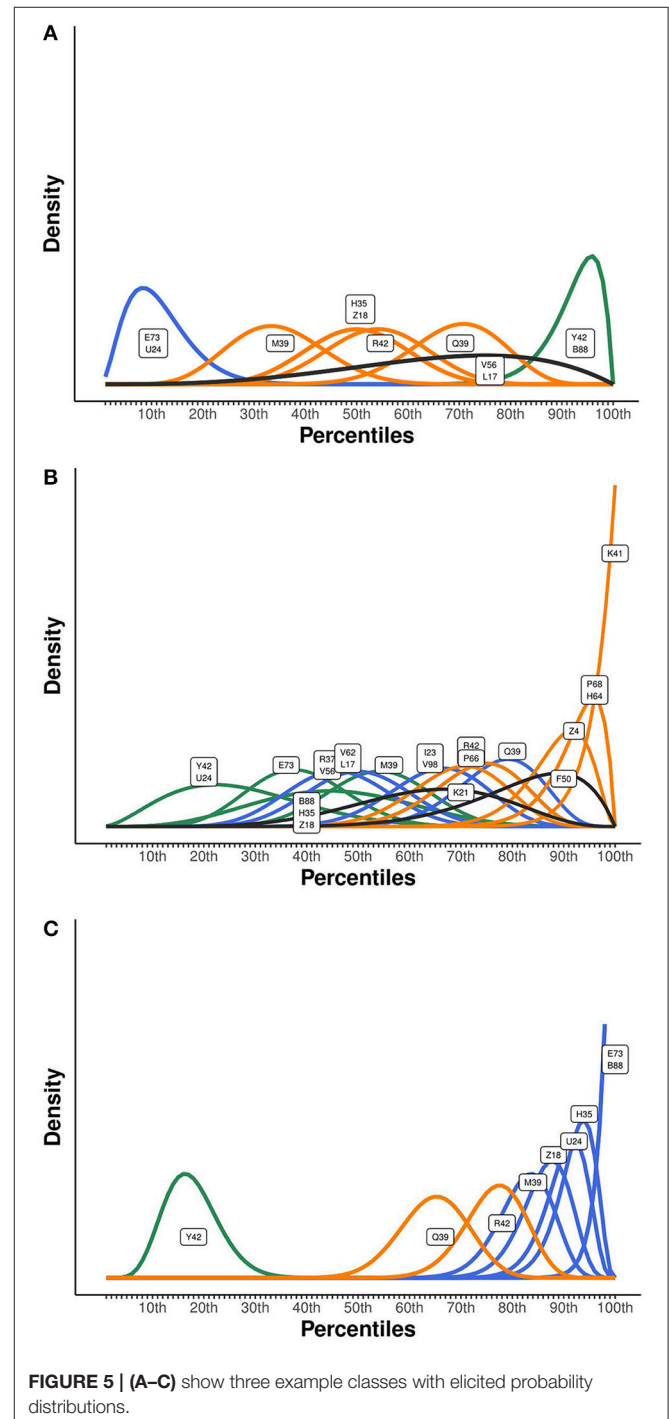 A
Density
H35
Z18
E73
U24
M39
R42
Q39
Y42
B88
V56
L17
10th 20th 30th 40th 50th 60th 70th 80th 90th 100th
Percentiles
B
Density
K41
P68
H64
Z4
Y42
U24
E73
R37
V56
V62
L17
M39
I23
V98
R42
P66
Q39
F50
K21
B88
H35
Z18
10th 20th 30th 40th 50th 60th 70th 80th 90th 100th
Percentiles
C
Density
E73
B88
H35
U24
Z18
M39
R42
Q39
Y42
10th 20th 30th 40th 50th 60th 70th 80th 90th 100th
Percentiles
FIGURE 5 | (A–C) show three example classes with elicited probability
distributions.